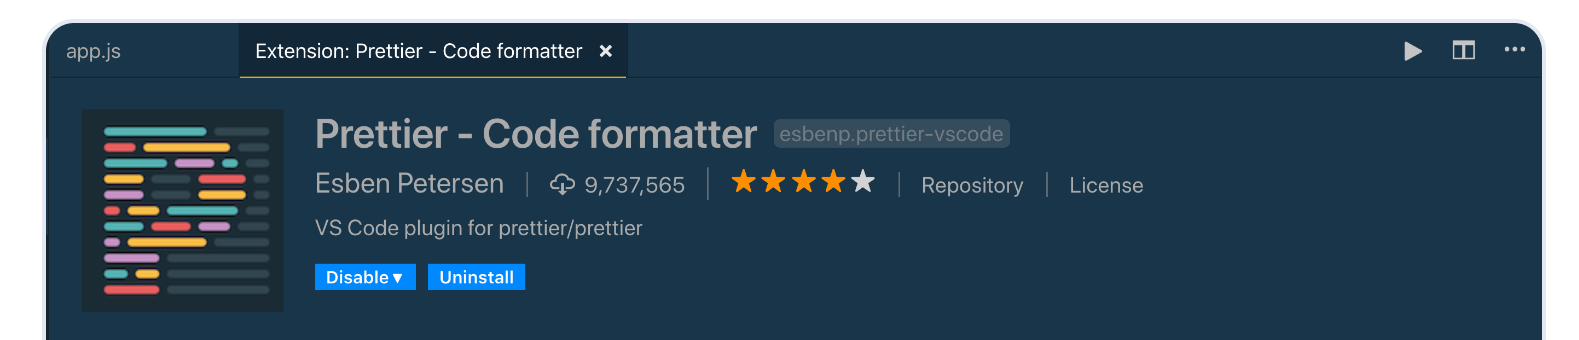 app.js Extension: Prettier - Code formatter
Prettier - Code formatter esbenp.prettier-vscode
Esben Petersen 9,737,565 Repository License
VS Code plugin for prettier/prettier
Disable Uninstall